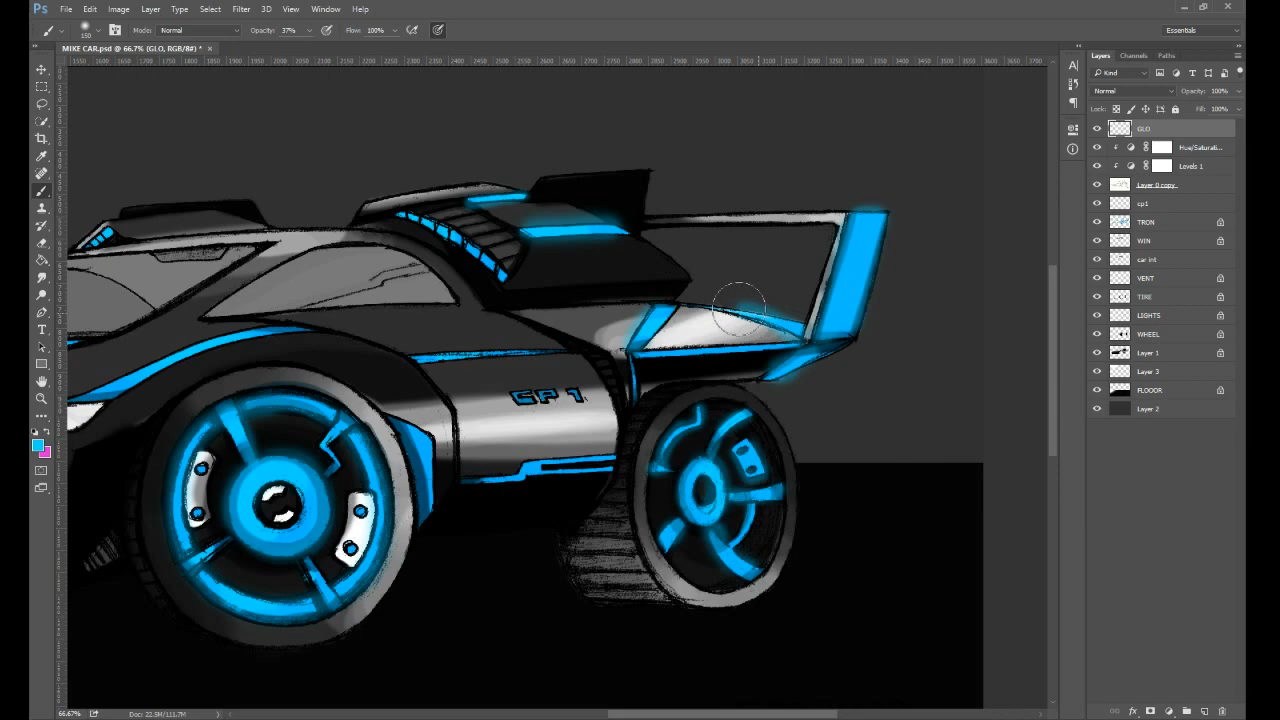 Ps File Edit Image Layer Type Select Filter 3D View Window Help
150 Mode: Normal Opacity: 37% Flow: 100% Essentials
MIKE CAR.psd @ 66.7% (GLO, RGB/8#) * ×
Layers Channels Paths
Kind
Normal Opacity: 100%
Lock: Fill: 100%
GLO
Hue/Saturati...
Levels 1
Layer 0 copy
cp1
TRON
WIN
car int
VENT
TIRE
LIGHTS
WHEEL
Layer 1
Layer 3
FLOOOR
Layer 2
CP 1
66.67% Doc: 22.5M/111.7M